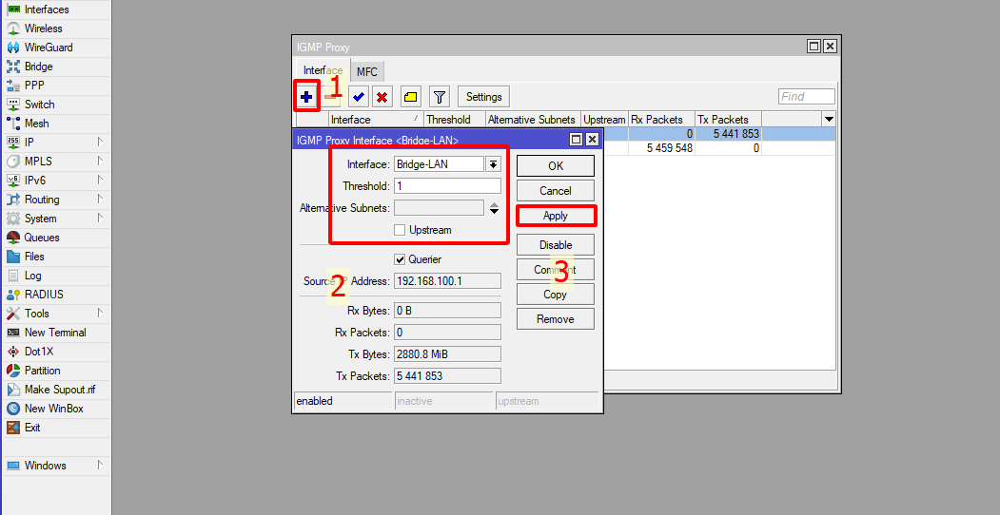 Interfaces
Wireless
WireGuard
Bridge
PPP
Switch
Mesh
IP
MPLS
IPv6
Routing
System
Queues
Files
Log
RADIUS
Tools
New Terminal
Dot1X
Partition
Make Supout.rif
New WinBox
Exit
Windows
IGMP Proxy
Interface MFC
1
Settings
Find
Interface Threshold Alternative Subnets Upstream Rx Packets Tx Packets
0 5 441 853
5 459 548 0
IGMP Proxy Interface <Bridge-LAN>
Interface: Bridge-LAN
Threshold: 1
Alternative Subnets:
Upstream
Querier
Source IP Address: 192.168.100.1
2
Rx Bytes: 0 B
Rx Packets: 0
Tx Bytes: 2880.8 MiB
Tx Packets: 5 441 853
OK
Cancel
Apply
Disable
Comment
3
Copy
Remove
enabled inactive upstream